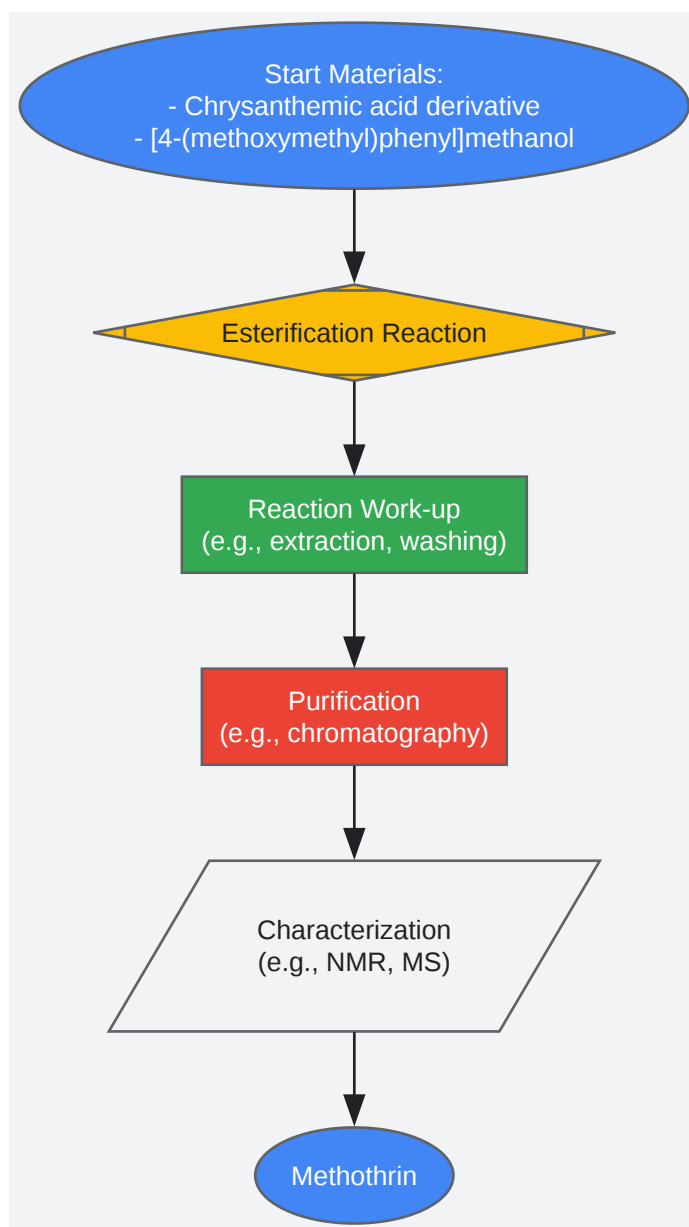 Start Materials:
- Chrysanthemic acid derivative
- [4-(methoxymethyl)phenyl]methanol
Esterification Reaction
Reaction Work-up
(e.g., extraction, washing)
Purification
(e.g., chromatography)
Characterization
(e.g., NMR, MS)
Methothrin